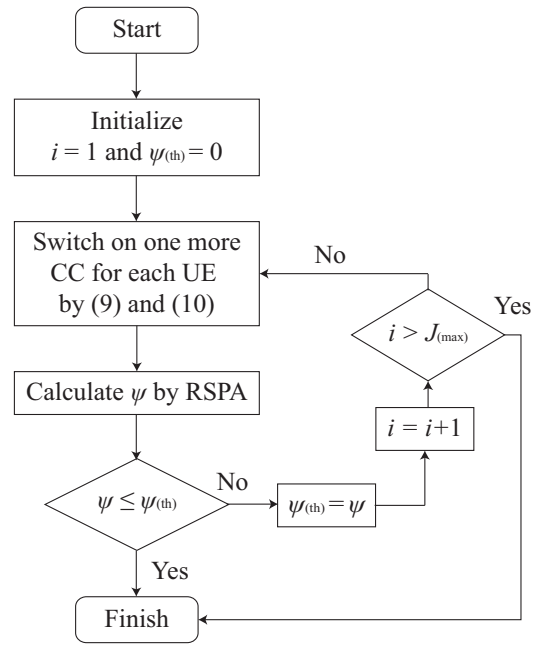 Start
Initialize
i = 1 and ψ(th) = 0
Switch on one more
CC for each UE
by (9) and (10)
No
Yes
i > J(max)
Calculate ψ by RSPA
i = i+1
ψ ≤ ψ(th)
No
ψ(th) = ψ
Yes
Finish